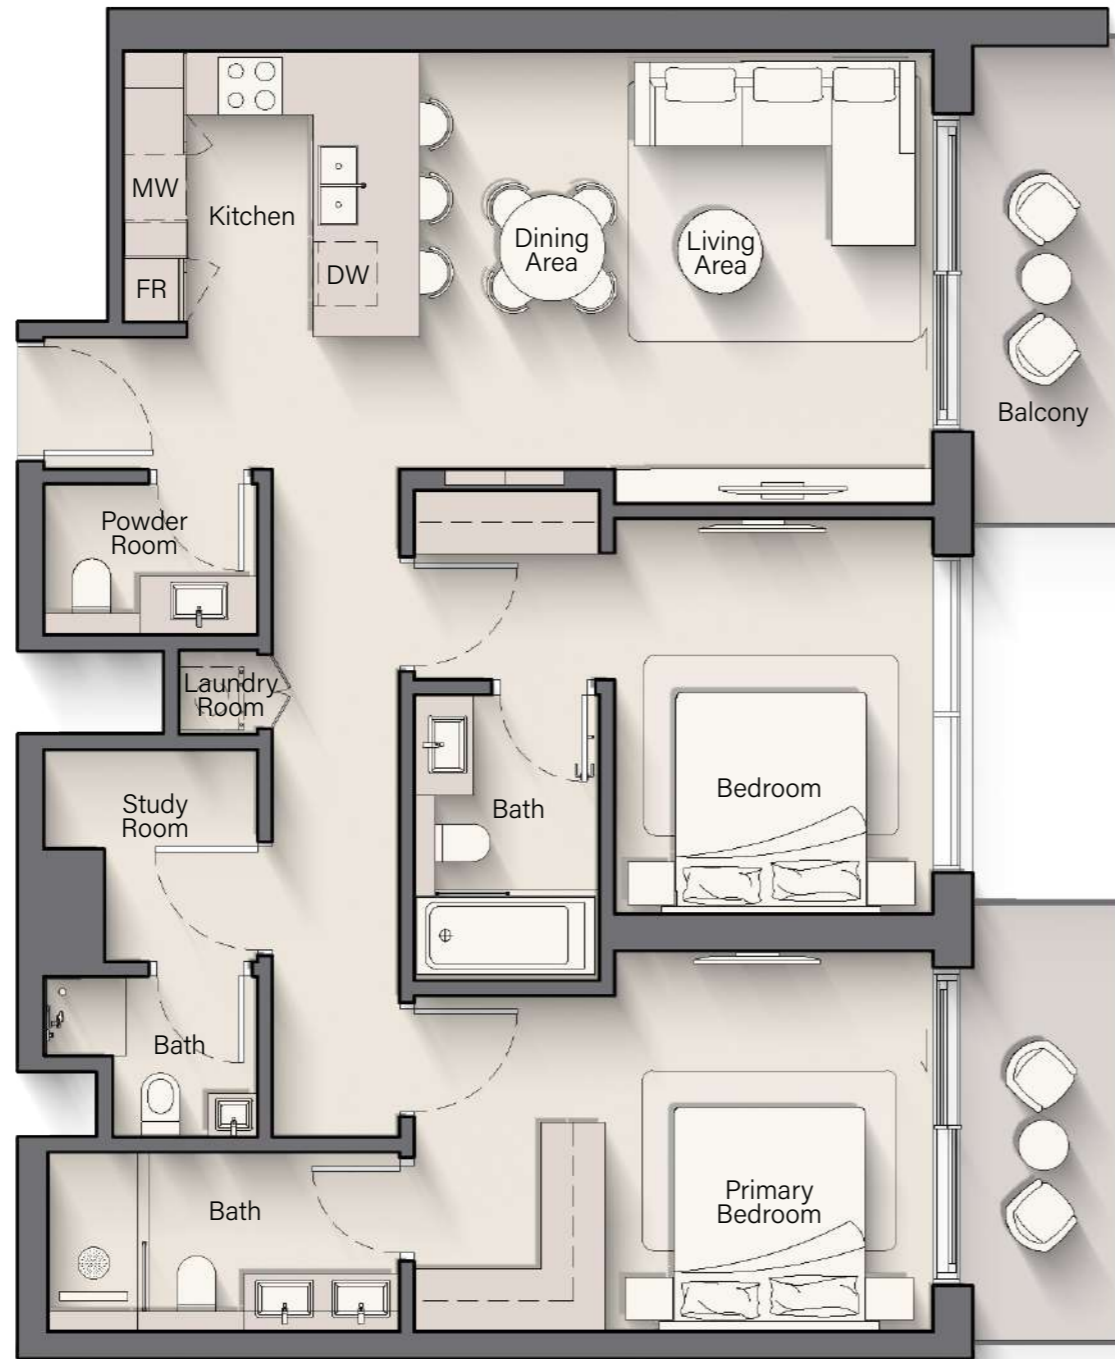 MW
Kitchen
FR
DW
Dining
Area
Living
Area
Balcony
Powder
Room
Laundry
Room
Study
Room
Bath
Bedroom
Bath
Bath
Primary
Bedroom